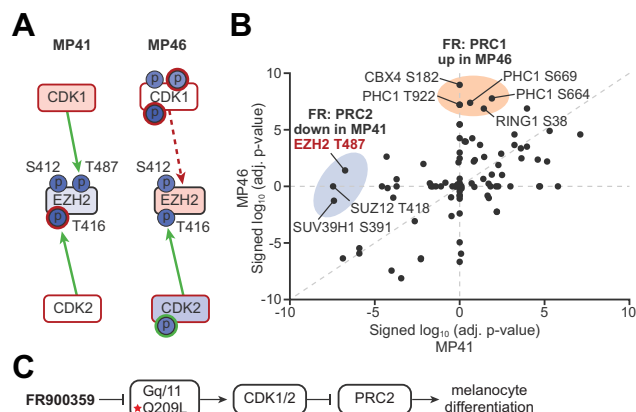 A
MP41
MP46
p
p
p
CDK1
CDK1
S412
T487
p
p
EZH2
p
T416
S412
p
EZH2
p
T416
CDK2
CDK2
p
B
FR: PRC1
up in MP46
CBX4 S182
PHC1 S669
PHC1 T922
PHC1 S664
RING1 S38
FR: PRC2
down in MP41
EZH2 T487
SUZ12 T418
SUV39H1 S391
MP46
Signed log10 (adj. p-value)
10
5
0
-5
-10
-10
-5
0
5
10
Signed log10 (adj. p-value)
MP41
C
FR900359
Gq/11
Q209L
CDK1/2
PRC2
melanocyte
differentiation